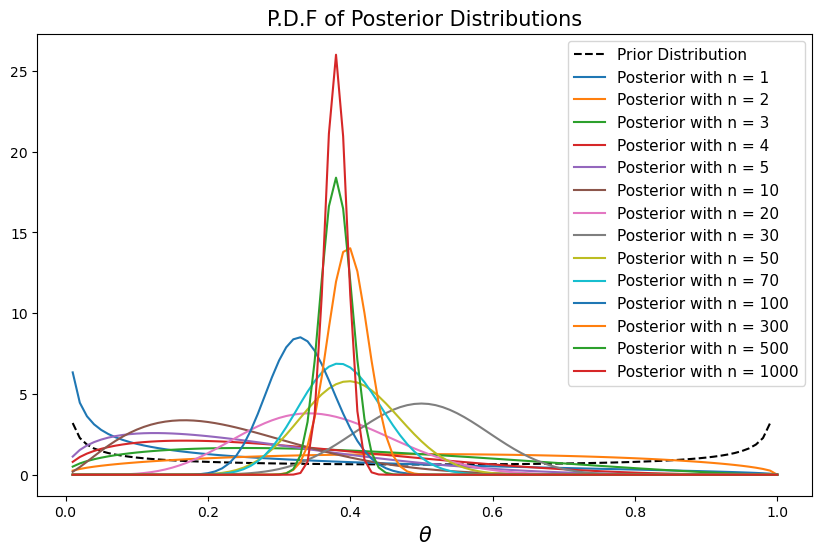 P.D.F of Posterior Distributions
25
20
15
10
5
0
0.0 0.2 0.4 0.6 0.8 1.0
θ
Prior Distribution
Posterior with n = 1
Posterior with n = 2
Posterior with n = 3
Posterior with n = 4
Posterior with n = 5
Posterior with n = 10
Posterior with n = 20
Posterior with n = 30
Posterior with n = 50
Posterior with n = 70
Posterior with n = 100
Posterior with n = 300
Posterior with n = 500
Posterior with n = 1000